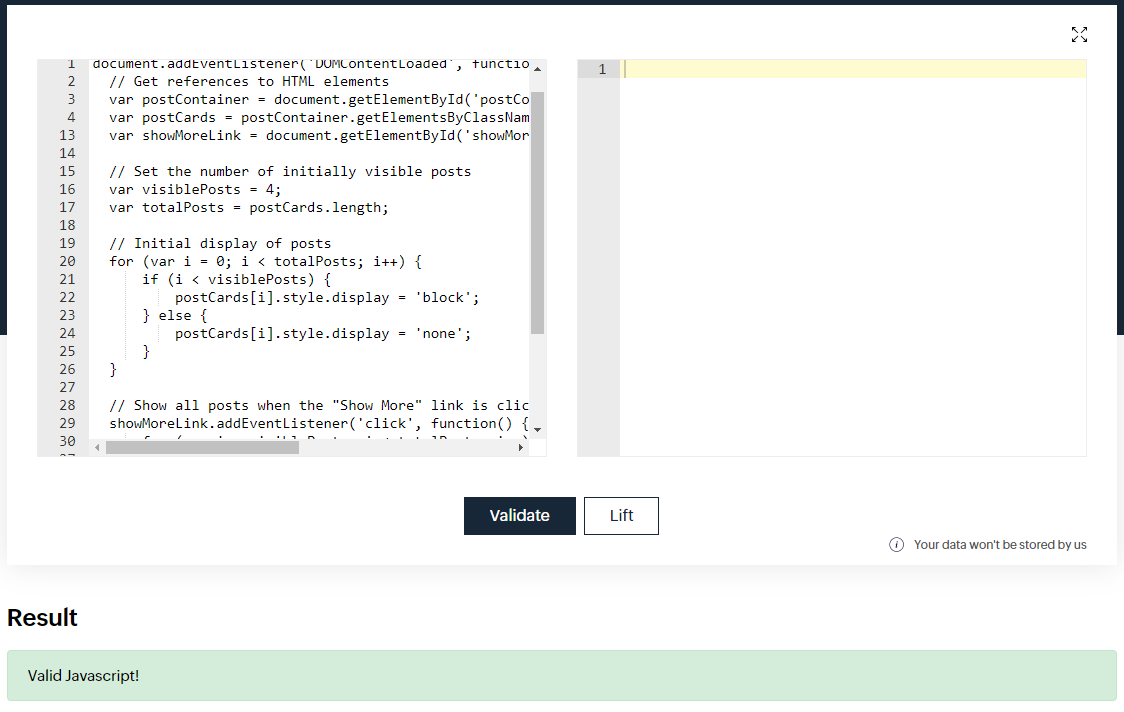 1 document.addEventListener('DOMContentLoaded', functio
2 // Get references to HTML elements
3 var postContainer = document.getElementById('postCo
4 var postCards = postContainer.getElementsByClassNam
13 var showMoreLink = document.getElementById('showMor
14
15 // Set the number of initially visible posts
16 var visiblePosts = 4;
17 var totalPosts = postCards.length;
18
19 // Initial display of posts
20 for (var i = 0; i < totalPosts; i++) {
21 if (i < visiblePosts) {
22 postCards[i].style.display = 'block';
23 } else {
24 postCards[i].style.display = 'none';
25 }
26 }
27
28 // Show all posts when the "Show More" link is clic
29 showMoreLink.addEventListener('click', function() {
30
1
Validate
Lift
Your data won't be stored by us
Result
Valid Javascript!